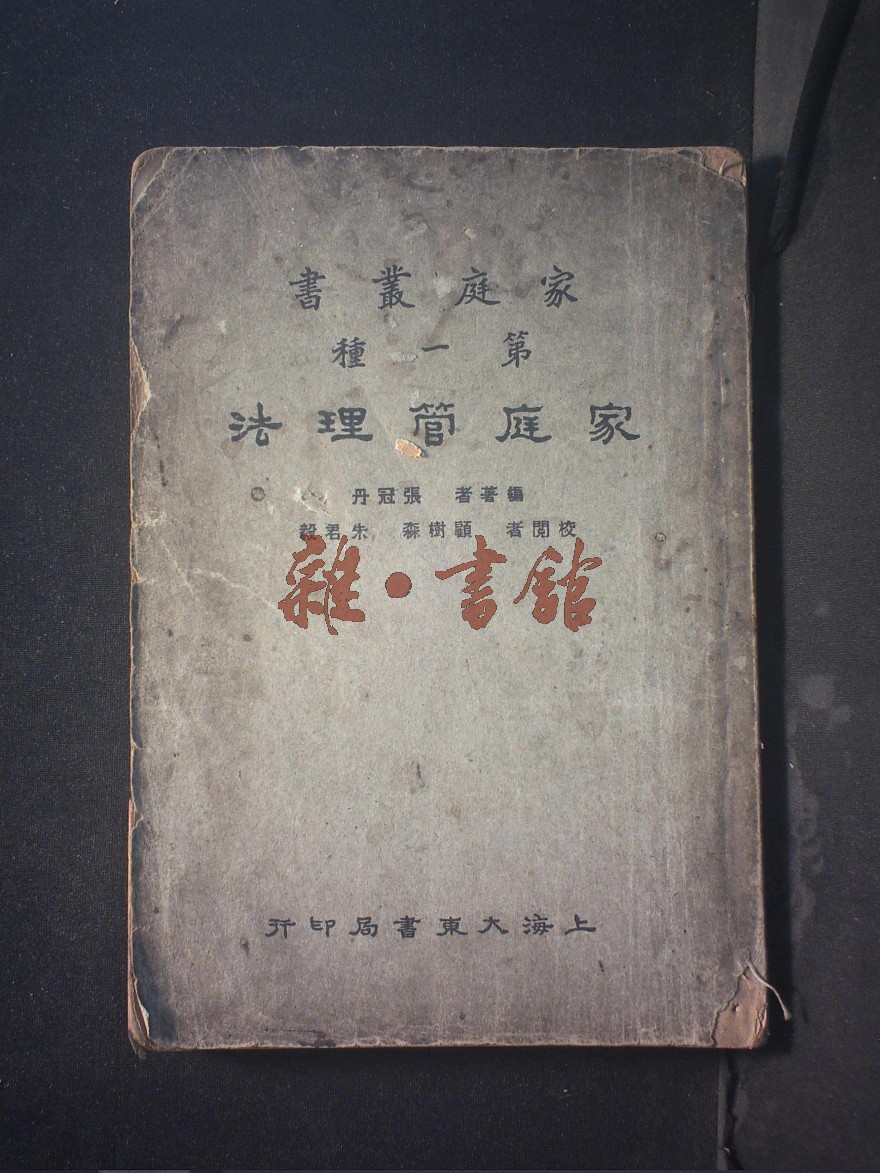 家庭叢書
第一種
家庭管理法
編著者 張冠丹
校閱者 顧樹森 朱君毅
雜·書館
上海大東書局印行